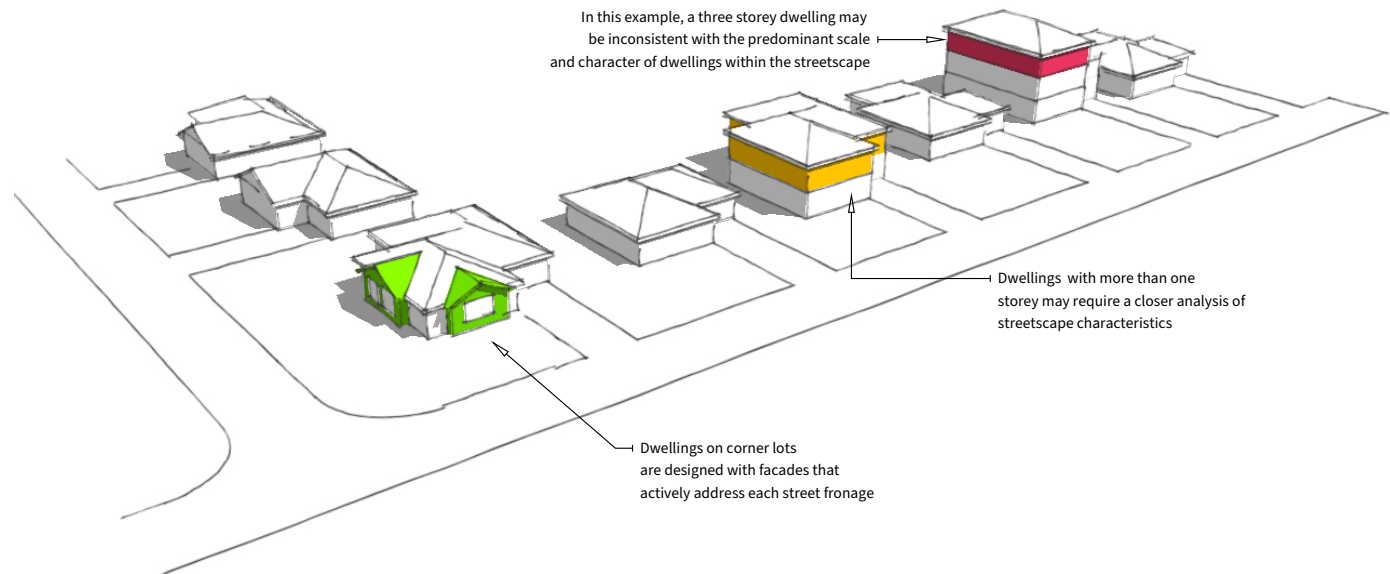 In this example, a three storey dwelling may
be inconsistent with the predominant scale
and character of dwellings within the streetscape
Dwellings with more than one
storey may require a closer analysis of
streetscape characteristics
Dwellings on corner lots
are designed with facades that
actively address each street fronage